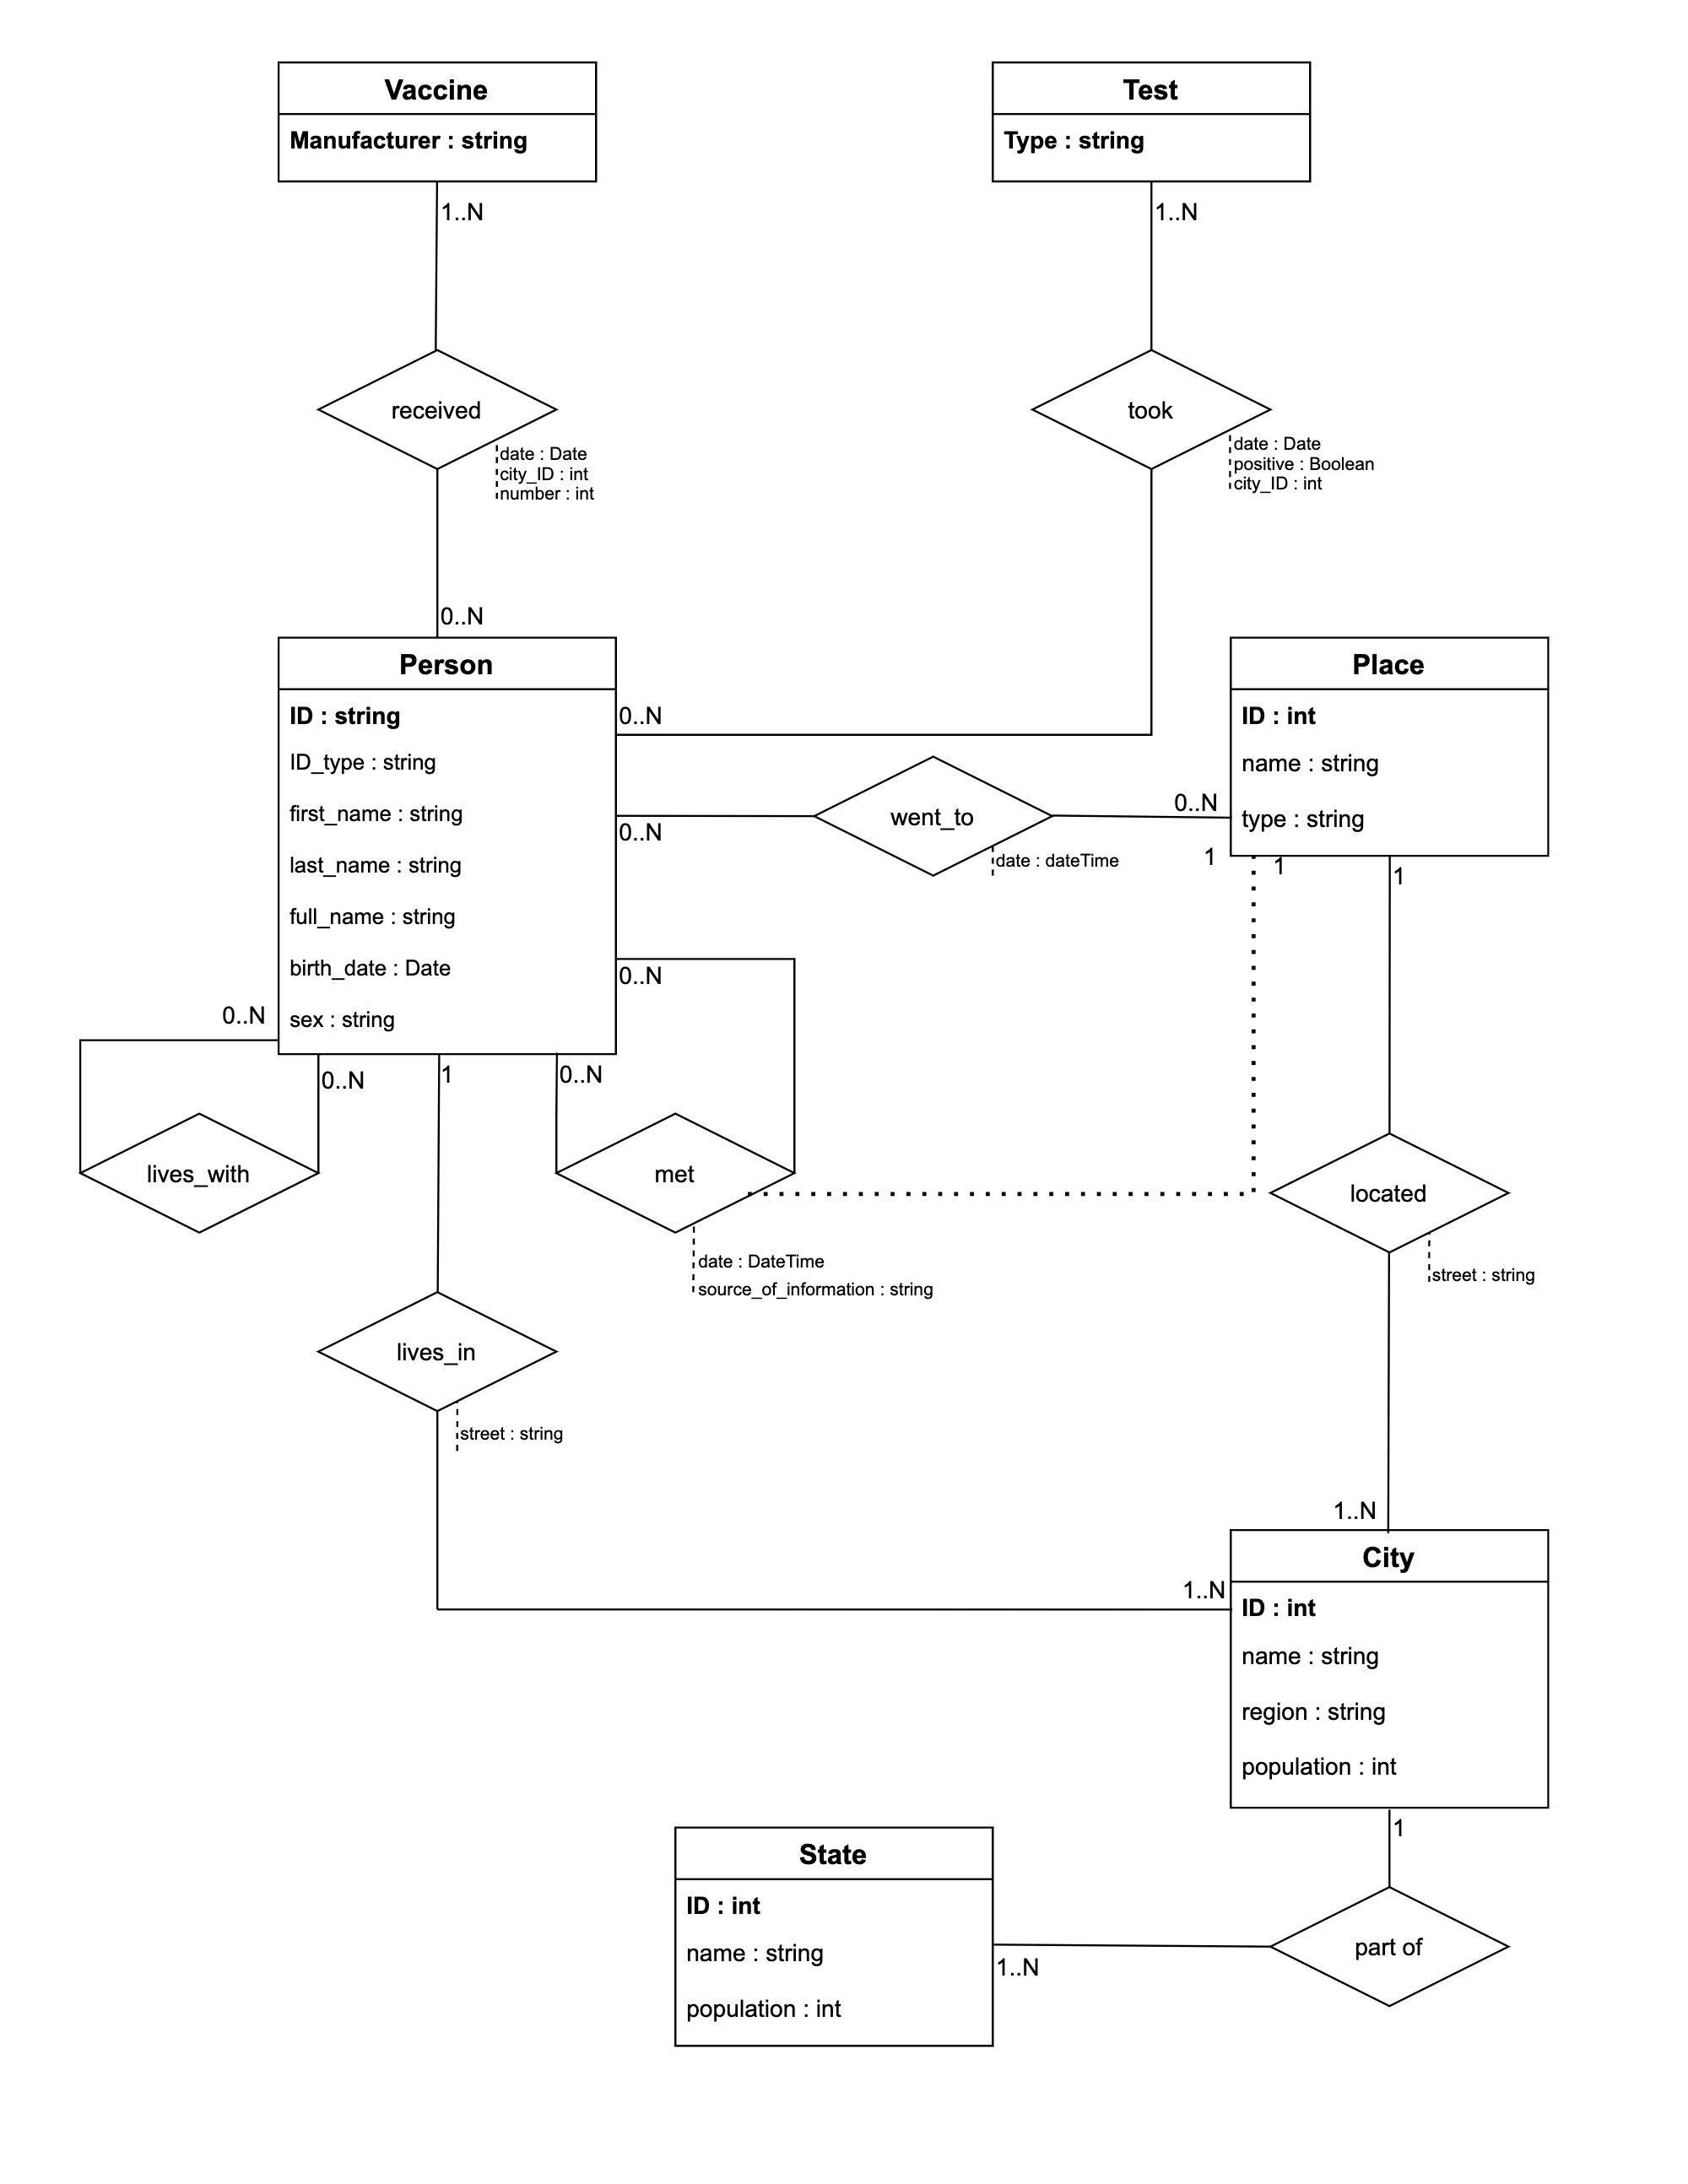 Vaccine
Manufacturer : string
1..N
received
date : Date
city_ID : int
number : int
0..N
Test
Type : string
1..N
took
date : Date
positive : Boolean
city_ID : int
0..N
Person
ID : string
ID_type : string
first_name : string
last_name : string
full_name : string
birth_date : Date
sex : string
0..N
went_to
date : dateTime
0..N
Place
ID : int
name : string
type : string
1
1
1
0..N
0..N
lives_with
0..N
0..N
met
date : DateTime
source_of_information : string
1
lives_in
street : string
1..N
located
street : string
1..N
City
ID : int
name : string
region : string
population : int
1
part of
1..N
State
ID : int
name : string
population : int